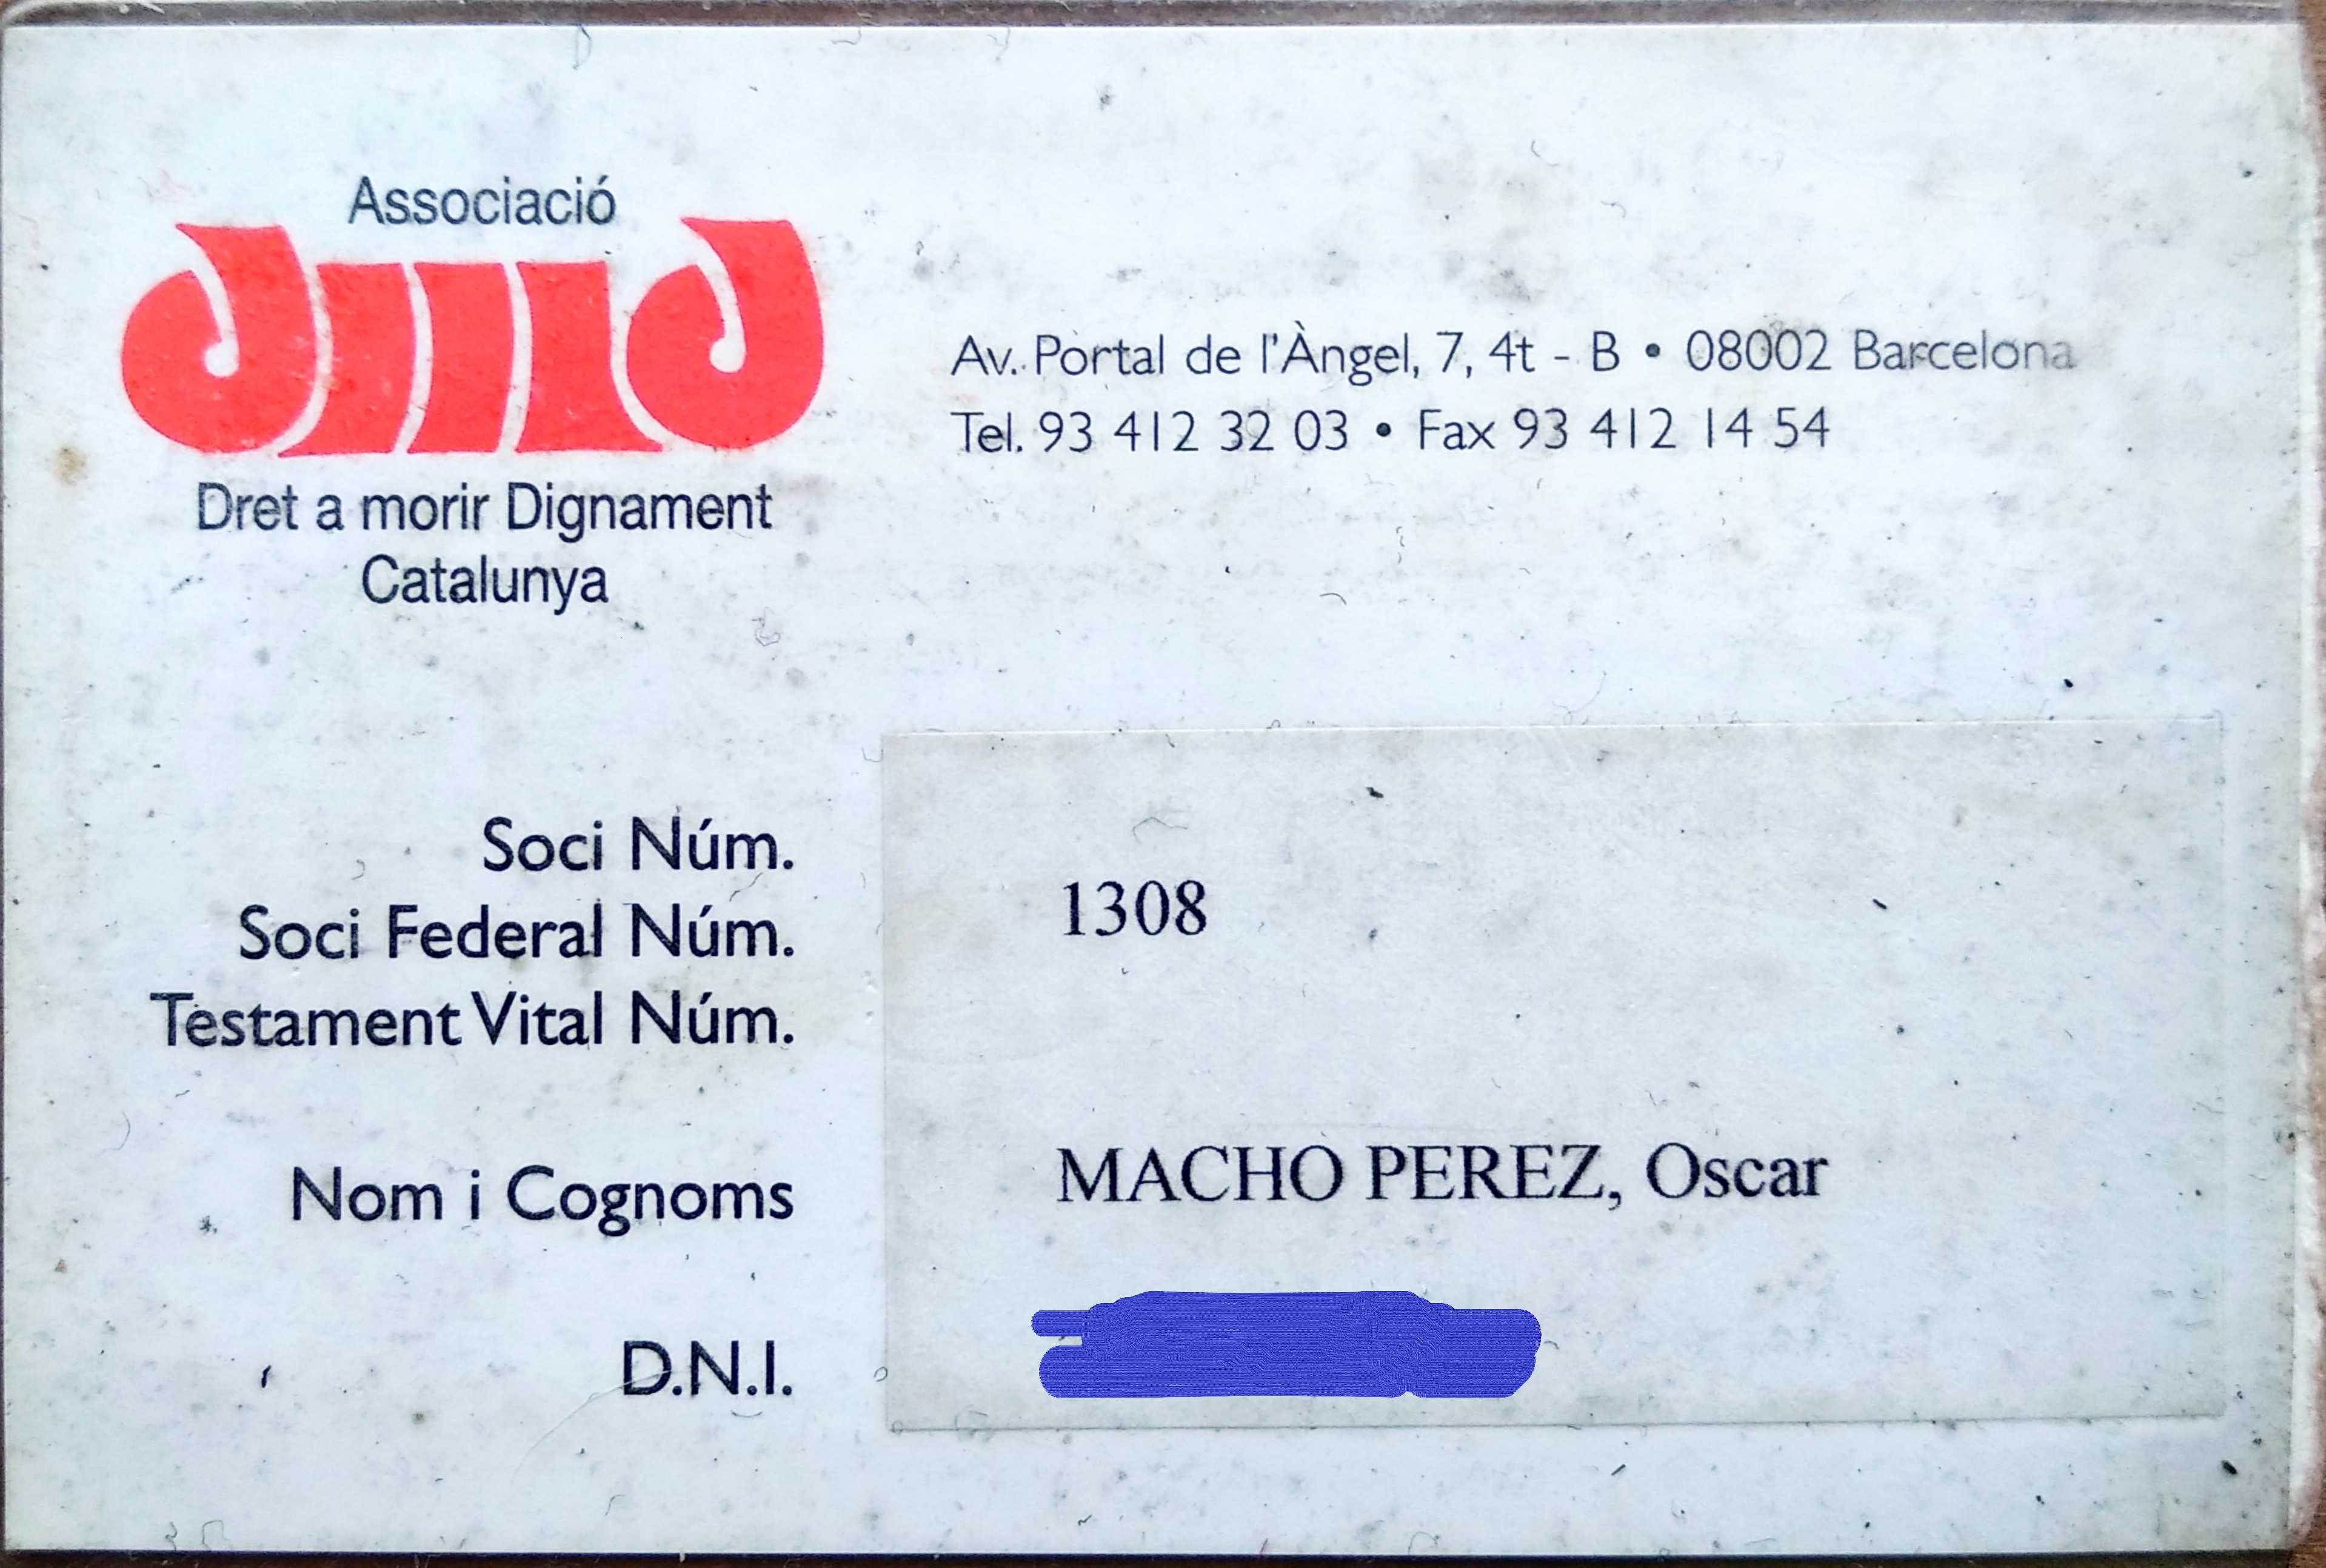 Associació
dmd
Dret a morir Dignament
Catalunya
Av. Portal de l'Àngel, 7, 4t - B • 08002 Barcelona
Tel. 93 412 32 03 • Fax 93 412 14 54
Soci Núm.
1308
Soci Federal Núm.
Testament Vital Núm.
Nom i Cognoms MACHO PEREZ, Oscar
D.N.I.